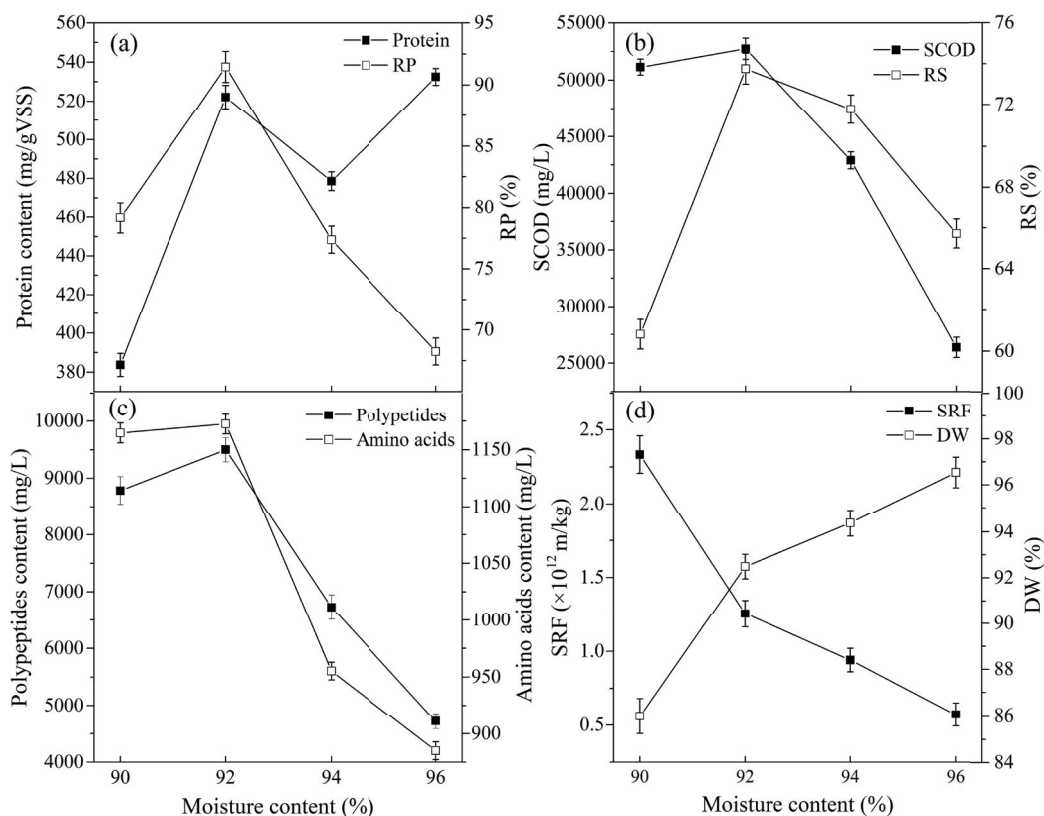 (a)
Protein
RP
560
540
520
500
480
460
440
420
400
380
Protein content (mg/gVSS)
95
90
85
80
75
70
RP (%)
(b)
SCOD
RS
55000
50000
45000
40000
35000
30000
25000
SCOD (mg/L)
76
72
68
64
60
RS (%)
(c)
Polypetides
Amino acids
10000
9000
8000
7000
6000
5000
4000
Polypeptides content (mg/L)
1150
1100
1050
1000
950
900
Amino acids content (mg/L)
90 92 94 96
Moisture content (%)
(d)
SRF
DW
2.5
2.0
1.5
1.0
0.5
SRF (×10¹² m/kg)
100
98
96
94
92
90
88
86
84
DW (%)
90 92 94 96
Moisture content (%)